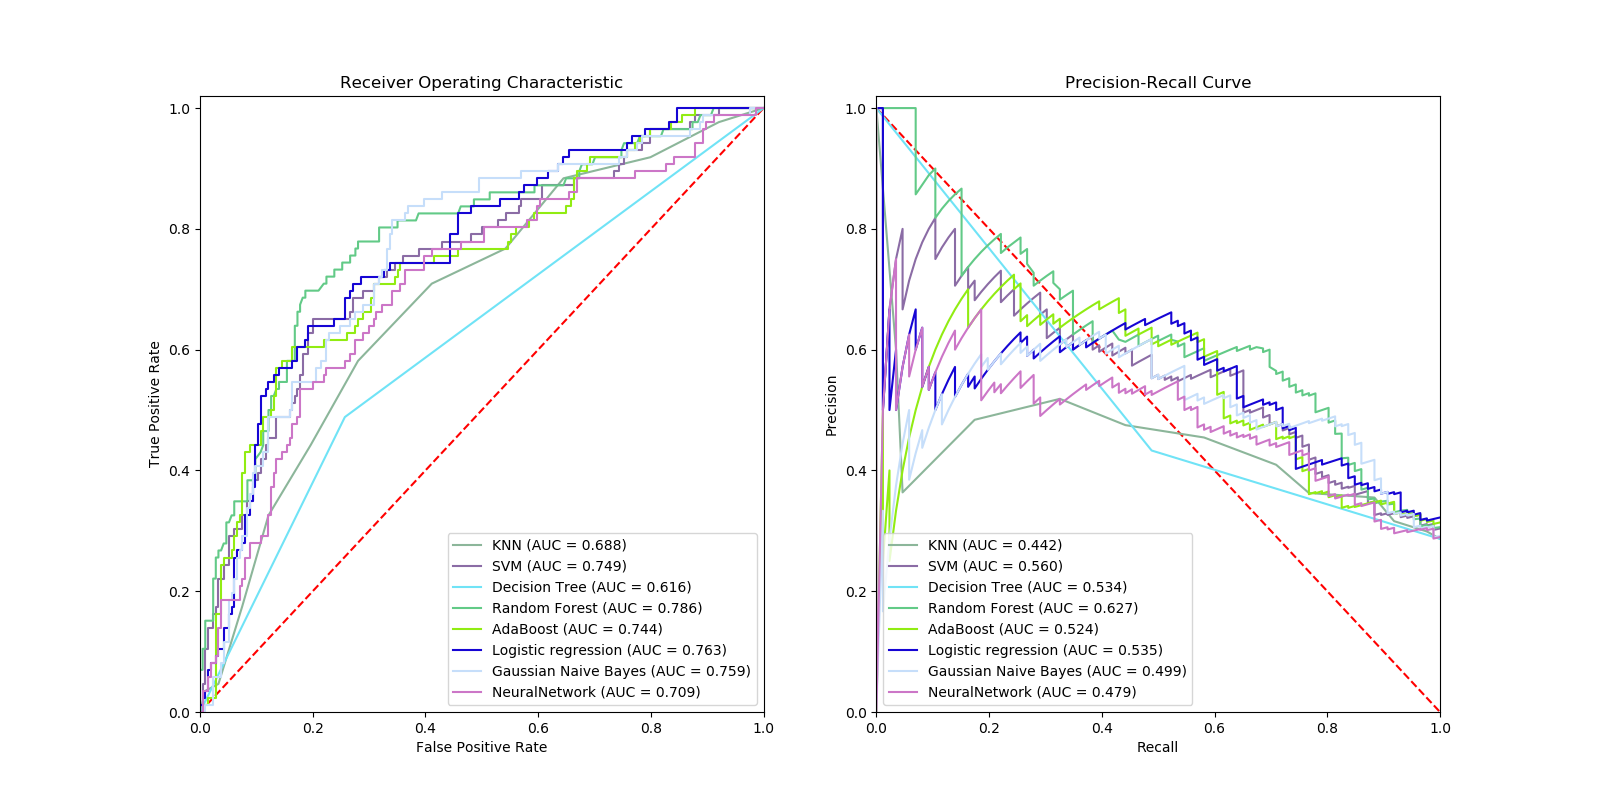 Receiver Operating Characteristic
1.0
0.8
0.6
0.4
0.2
0.0
True Positive Rate
KNN (AUC = 0.688)
SVM (AUC = 0.749)
Decision Tree (AUC = 0.616)
Random Forest (AUC = 0.786)
AdaBoost (AUC = 0.744)
Logistic regression (AUC = 0.763)
Gaussian Naive Bayes (AUC = 0.759)
NeuralNetwork (AUC = 0.709)
0.0 0.2 0.4 0.6 0.8 1.0
False Positive Rate
Precision-Recall Curve
1.0
0.8
0.6
0.4
0.2
0.0
Precision
KNN (AUC = 0.442)
SVM (AUC = 0.560)
Decision Tree (AUC = 0.534)
Random Forest (AUC = 0.627)
AdaBoost (AUC = 0.524)
Logistic regression (AUC = 0.535)
Gaussian Naive Bayes (AUC = 0.499)
NeuralNetwork (AUC = 0.479)
0.0 0.2 0.4 0.6 0.8 1.0
Recall